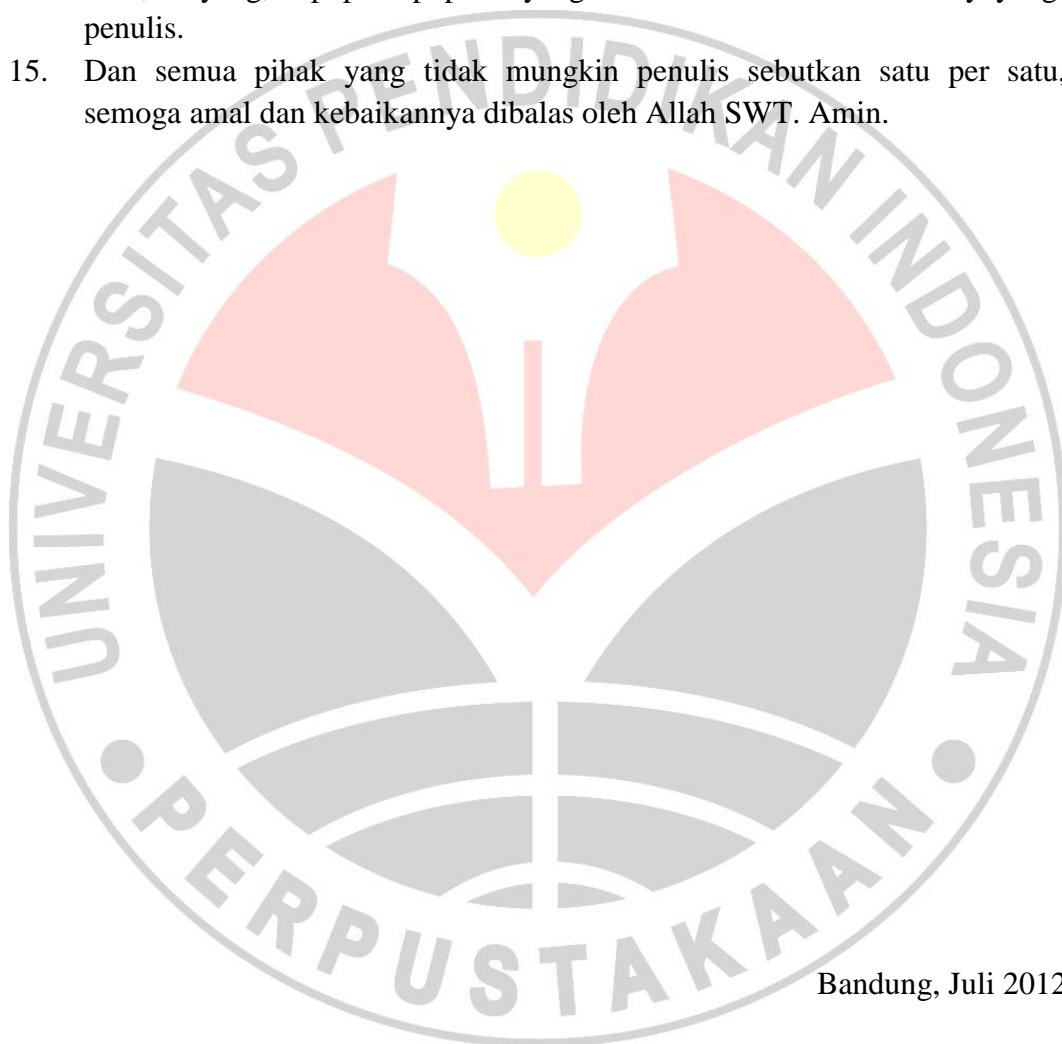 penulis.
15. Dan semua pihak yang tidak mungkin penulis sebutkan satu per satu,
semoga amal dan kebaikannya dibalas oleh Allah SWT. Amin.
UNIVERSITAS PENDIDIKAN INDONESIA
PERPUSTAKAAN
Bandung, Juli 2012